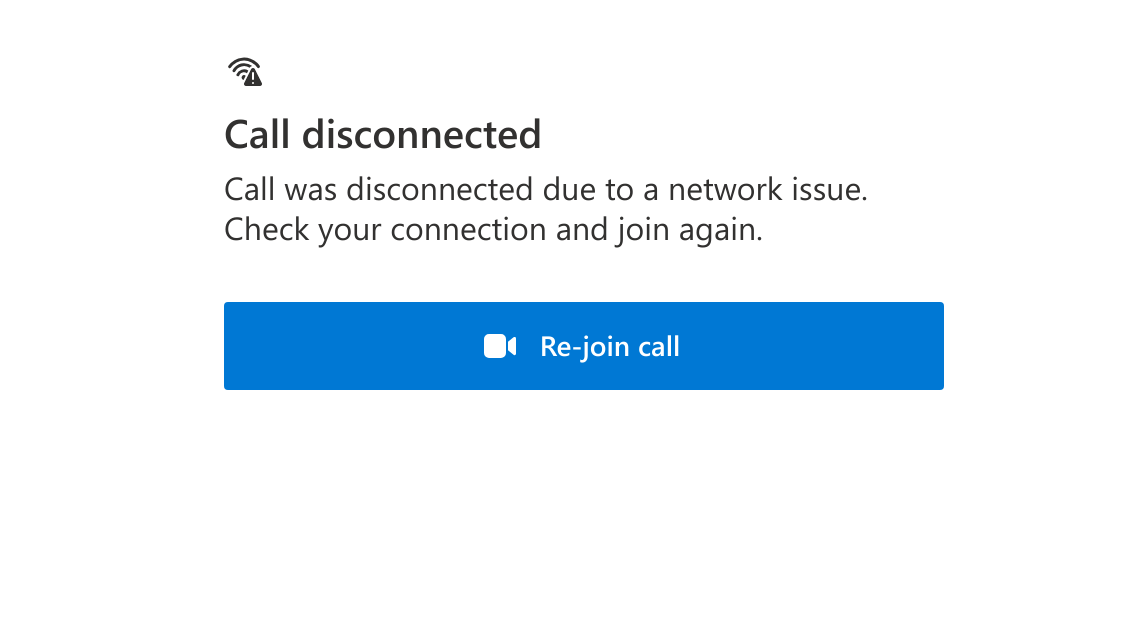 Call disconnected
Call was disconnected due to a network issue.
Check your connection and join again.
Re-join call